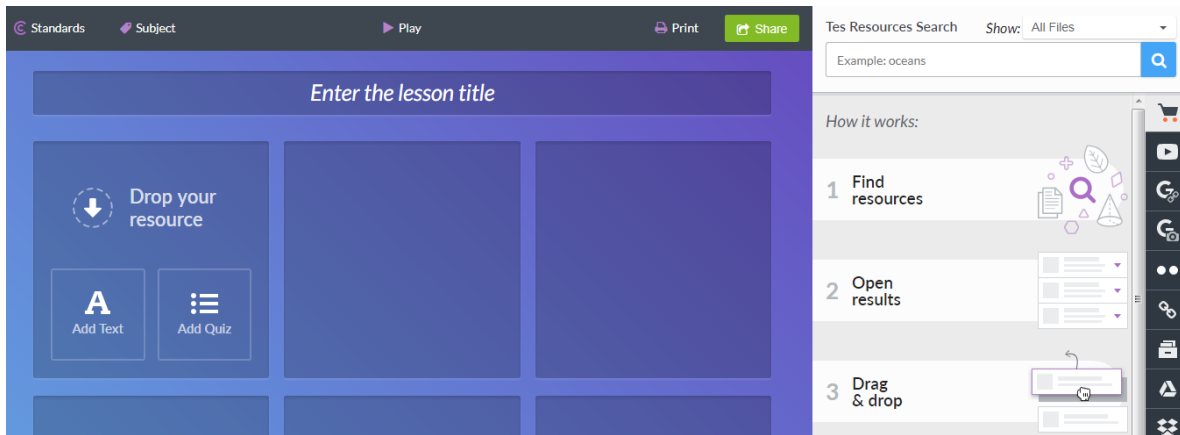 Standards
Subject
Play
Print
Share
Enter the lesson title
Drop your
resource
A
Add Text
Add Quiz
Tes Resources Search
Show:
All Files
Example: oceans
How it works:
1
Find
resources
2
Open
results
3
Drag
& drop